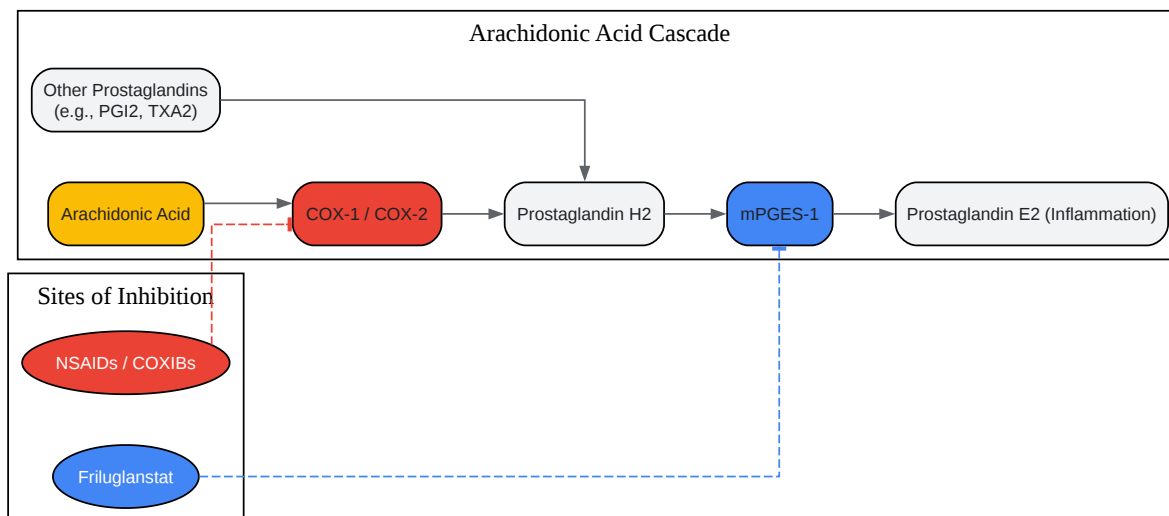 Arachidonic Acid Cascade
Other Prostaglandins
(e.g., PGI2, TXA2)
Arachidonic Acid
COX-1 / COX-2
Prostaglandin H2
mPGES-1
Prostaglandin E2 (Inflammation)
Sites of Inhibition
NSAIDs / COXIBs
Friluglanstat